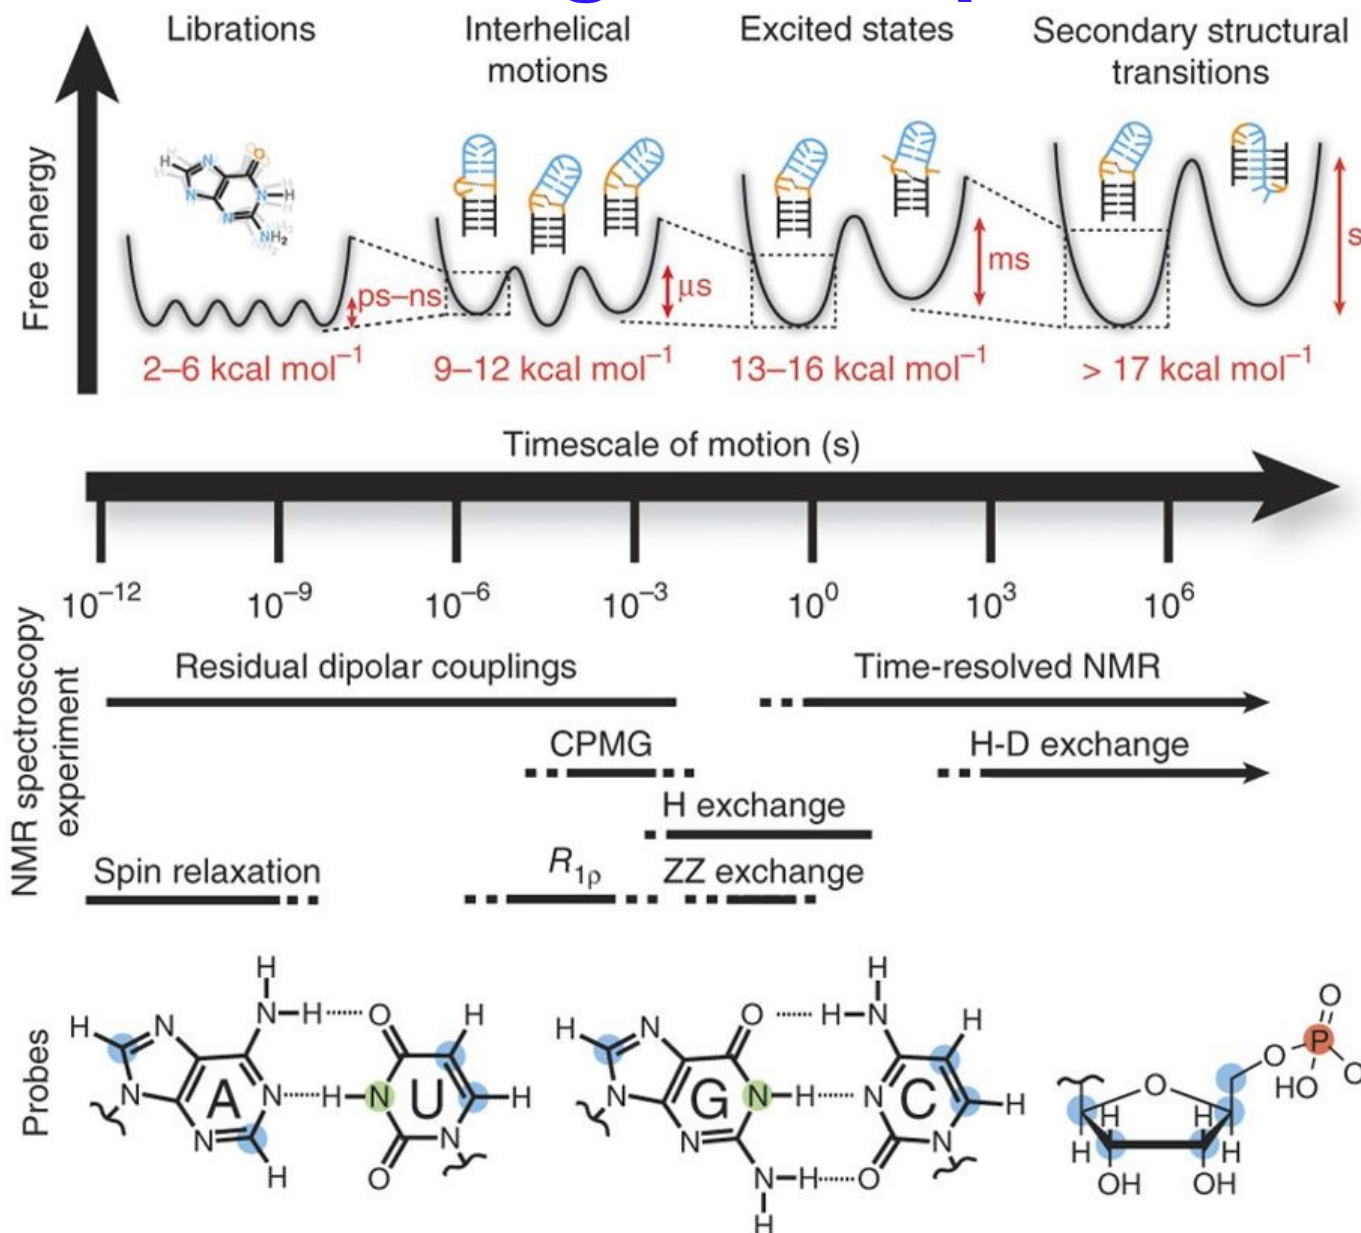 Librations
Interhelical
motions
Excited states
Secondary structural
transitions
Free energy
ps–ns
μs
ms
s
2–6 kcal mol⁻¹
9–12 kcal mol⁻¹
13–16 kcal mol⁻¹
> 17 kcal mol⁻¹
Timescale of motion (s)
10⁻¹²
10⁻⁹
10⁻⁶
10⁻³
10⁰
10³
10⁶
NMR spectroscopy
experiment
Residual dipolar couplings
Time-resolved NMR
CPMG
H-D exchange
H exchange
Spin relaxation
R1ρ
ZZ exchange
Probes
A
U
G
C
P
HO
OH
OH